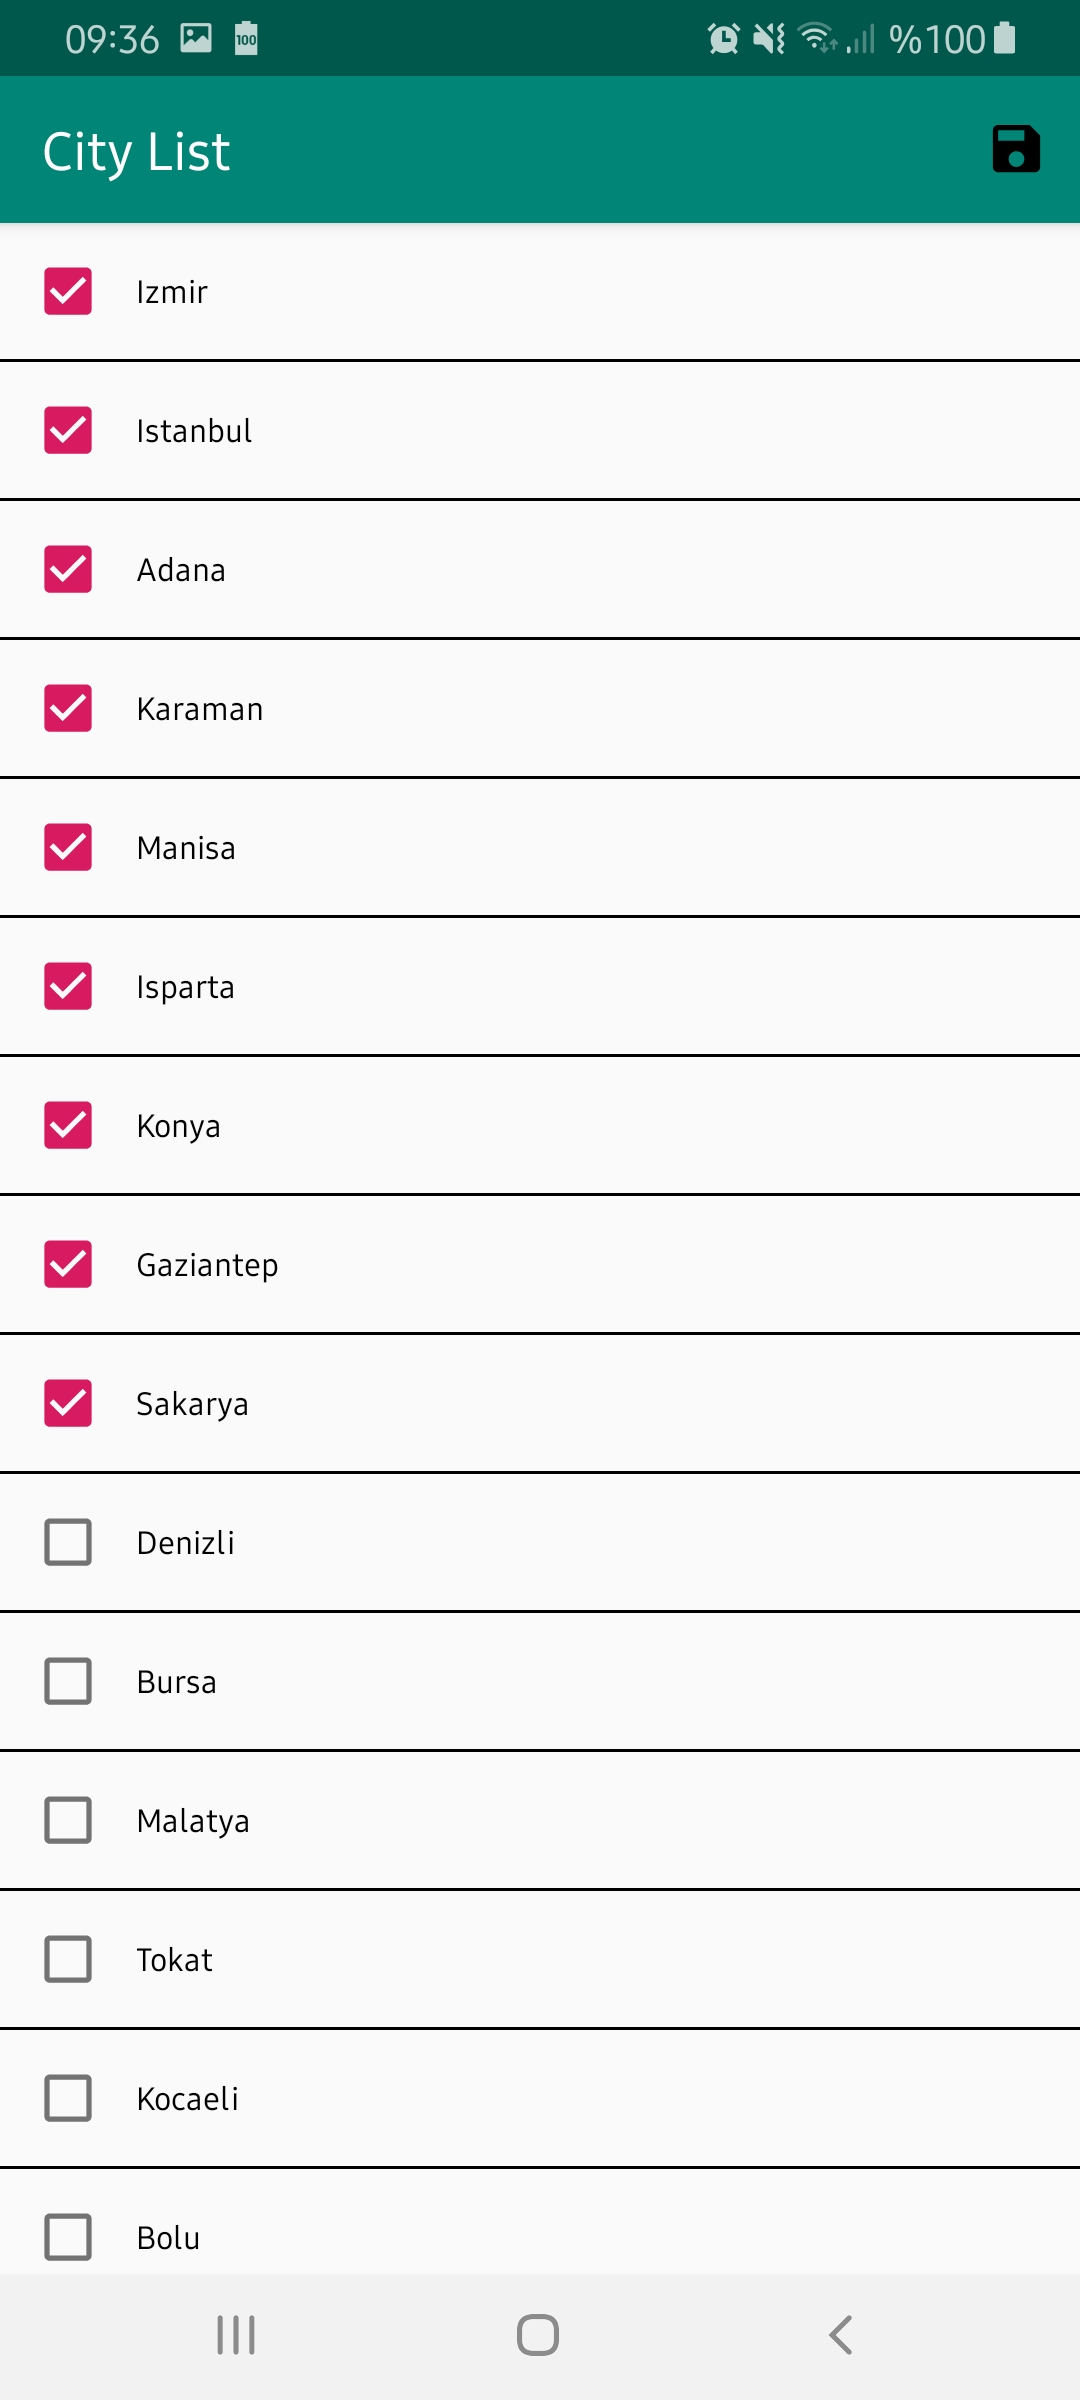 09:36 100 %100
City List
Izmir
Istanbul
Adana
Karaman
Manisa
Isparta
Konya
Gaziantep
Sakarya
Denizli
Bursa
Malatya
Tokat
Kocaeli
Bolu